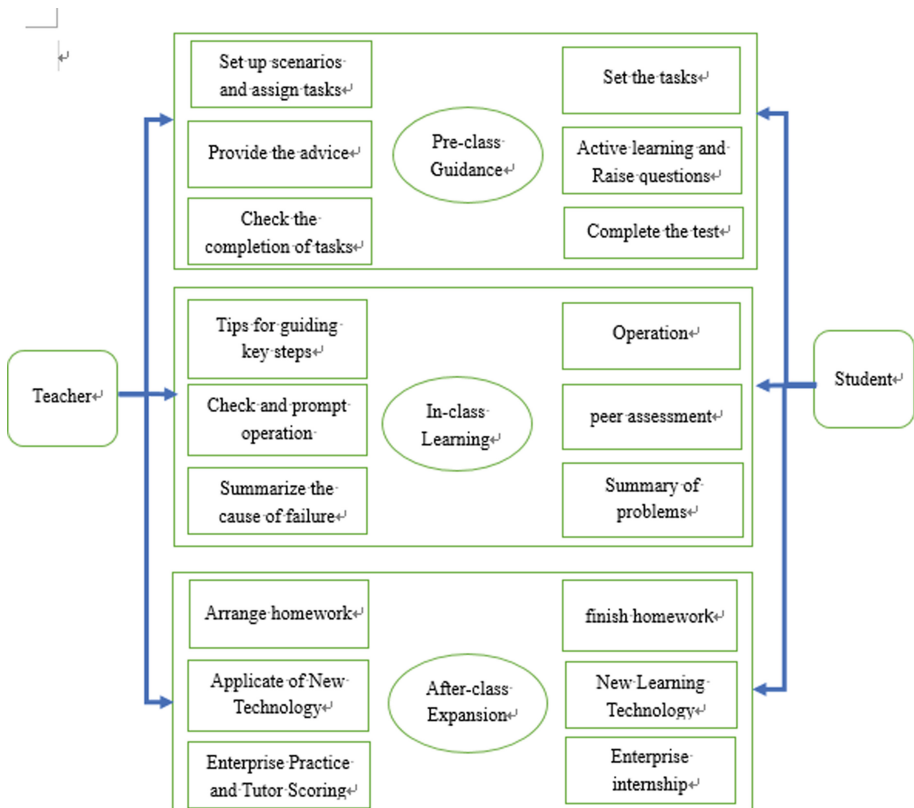 Set up scenarios
and assign tasks
Provide the advice
Check the
completion of tasks
Pre-class
Guidance
Set the tasks
Active learning and
Raise questions
Complete the test
Teacher
Tips for guiding
key steps
Check and prompt
operation
Summarize the
cause of failure
In-class
Learning
Operation
peer assessment
Summary of
problems
Student
Arrange homework
Applicate of New
Technology
Enterprise Practice
and Tutor Scoring
After-class
Expansion
finish homework
New Learning
Technology
Enterprise
internship